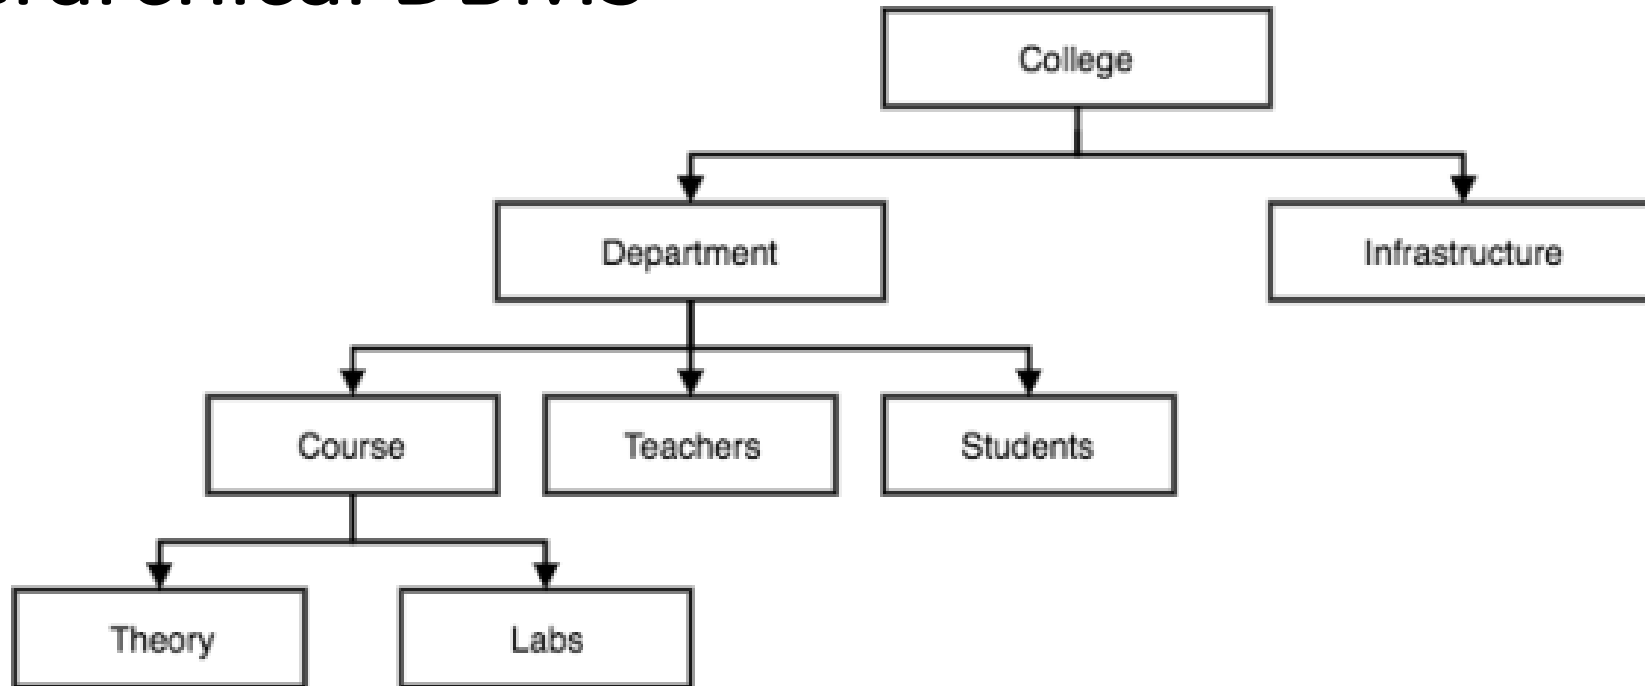 College
Department
Infrastructure
Course
Teachers
Students
Theory
Labs